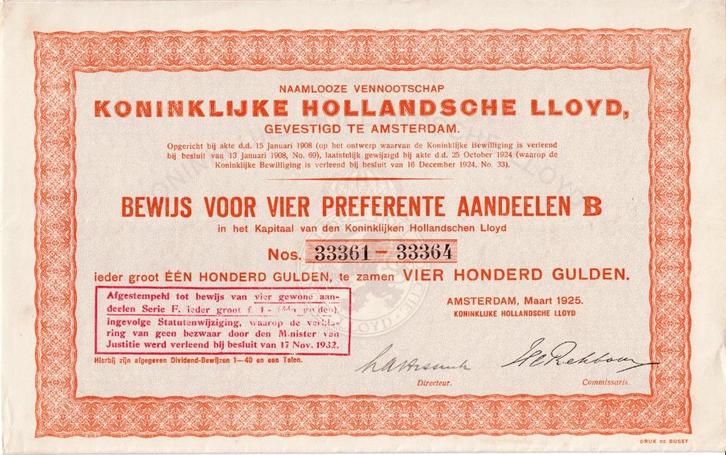 NAAMLOOZE VENNOOTSCHAP
KONINKLIJKE HOLLANDSCHE LLOYD,
GEVESTIGD TE AMSTERDAM.
Opgericht bij akte d.d. 15 Januari 1908 (op het ontwerp waarvan de Koninklijke Bewilliging is verleend
bij besluit van 13 Januari 1908, No. 69), laatstelijk gewijzigd bij akte d.d. 25 October 1924 (waarop de
Koninklijke Bewilliging is verleend bij besluit van 16 December 1924, No. 33).
BEWIJS VOOR VIER PREFERENTE AANDEELEN B
in het Kapitaal van den Koninklijken Hollandschen Lloyd
Nos. 33361 - 33364
ieder groot ÉÉN HONDERD GULDEN, te zamen VIER HONDERD GULDEN.
Afgestempeld tot bewijs van vier gewone aan-
deelen Serie F, ieder groot f 1.-
ingevolge Statutenwijziging, waarop de verkla-
ring van geen bezwaar door den Minister van
Justitie werd verleend bij besluit van 17 Nov. 1932.
AMSTERDAM, Maart 1925.
KONINKLIJKE HOLLANDSCHE LLOYD
Hierbij zijn afgegeven Dividend-Bewijzen 1—40 en een Talon.
Directeur.
Commissaris.
DRUK DE BUSSY